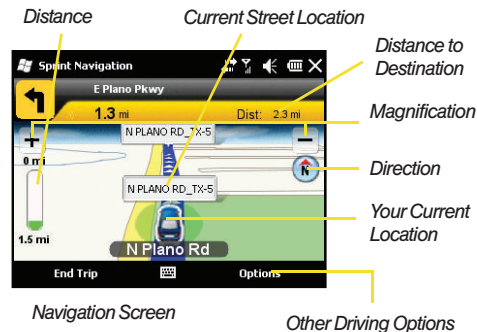 Distance
Current Street Location
Distance to
Destination
Sprint Navigation
E Plano Pkwy
1.3 mi
Dist: 2.3 mi
Magnification
N PLANO RD_TX-5
0 mi
N
Direction
N PLANO RD_TX-5
Your Current
Location
1.5 mi
N Plano Rd
End Trip
Options
Navigation Screen
Other Driving Options